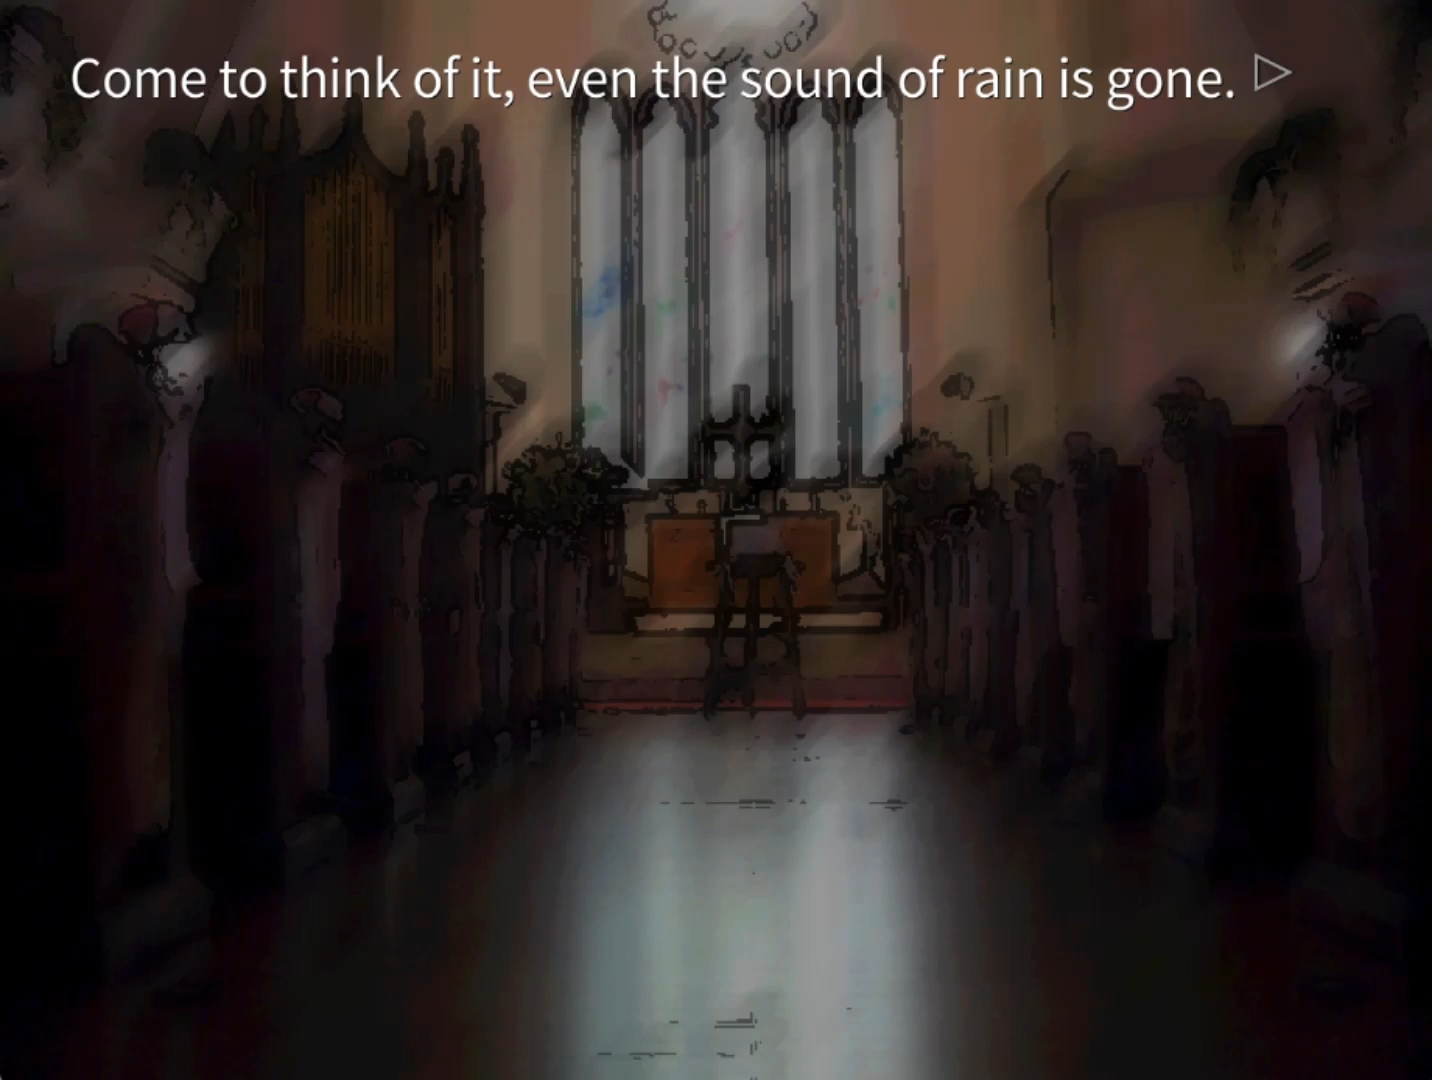 Come to think of it, even the sound of rain is gone.